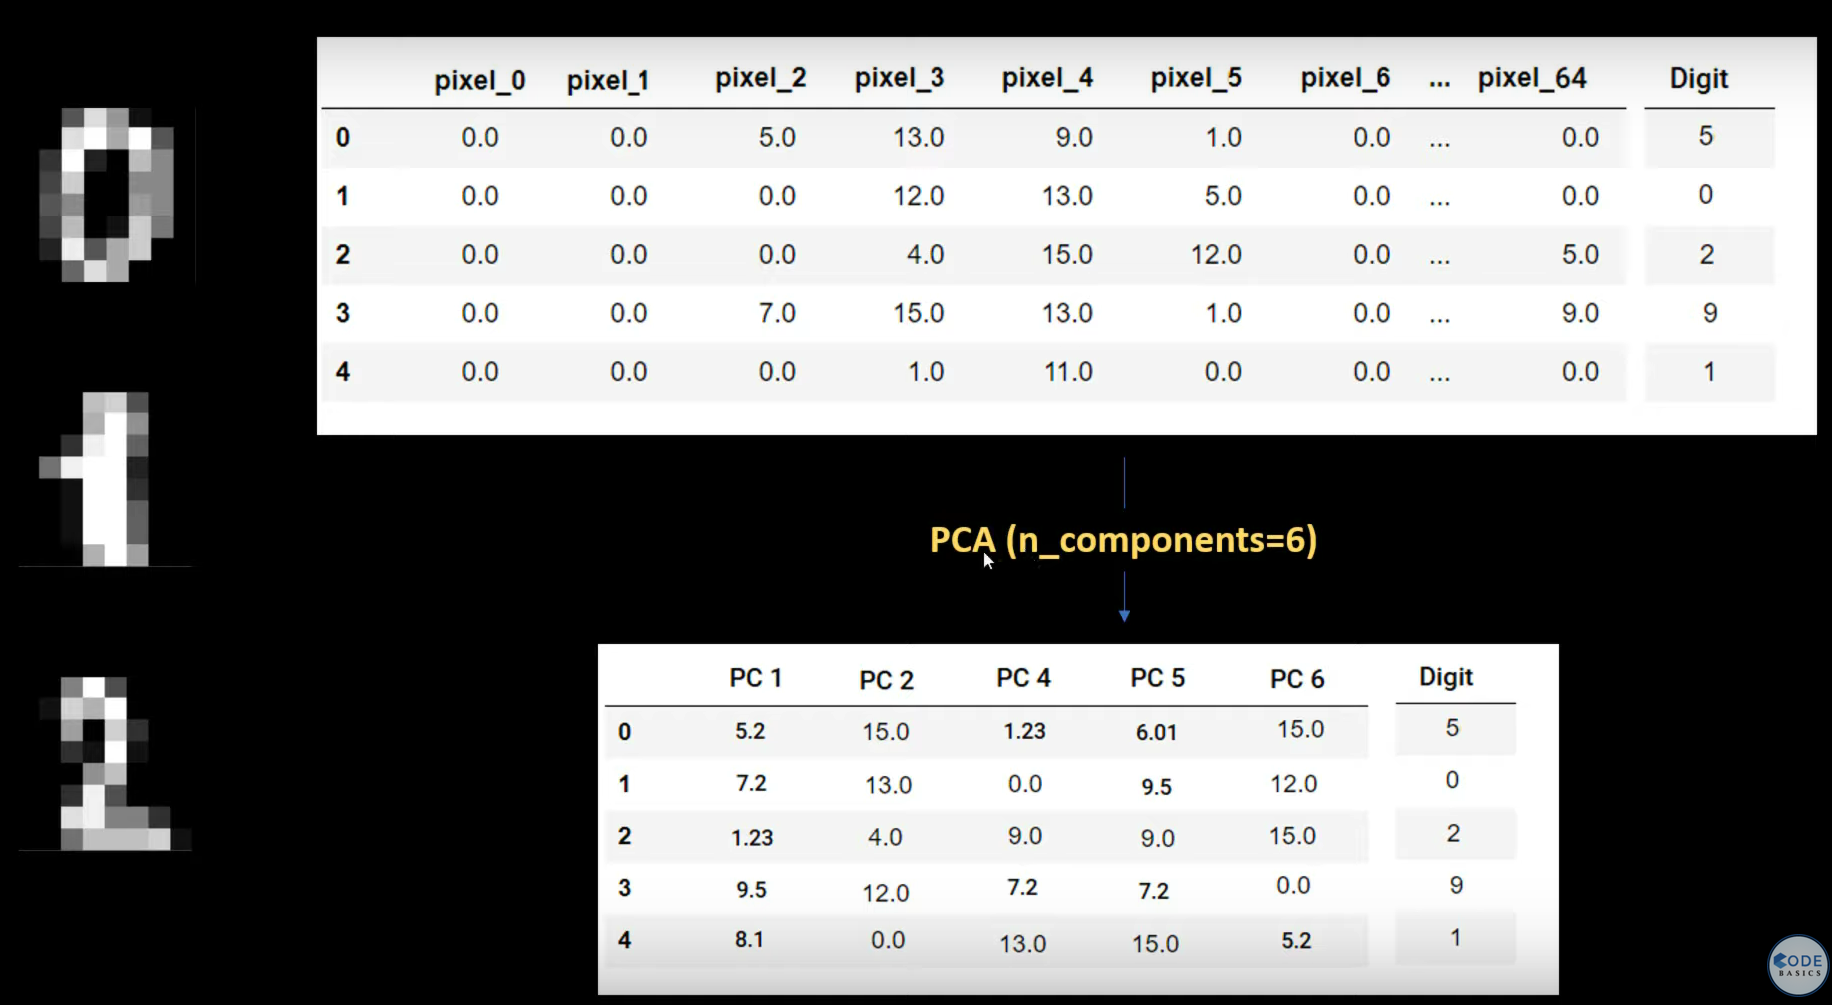 pixel_0 pixel_1 pixel_2 pixel_3 pixel_4 pixel_5 pixel_6 ... pixel_64 Digit
0 0.0 0.0 5.0 13.0 9.0 1.0 0.0 ... 0.0 5
1 0.0 0.0 0.0 12.0 13.0 5.0 0.0 ... 0.0 0
2 0.0 0.0 0.0 4.0 15.0 12.0 0.0 ... 5.0 2
3 0.0 0.0 7.0 15.0 13.0 1.0 0.0 ... 9.0 9
4 0.0 0.0 0.0 1.0 11.0 0.0 0.0 ... 0.0 1
0
1
2
PCA (n_components=6)
PC 1 PC 2 PC 4 PC 5 PC 6 Digit
0 5.2 15.0 1.23 6.01 15.0 5
1 7.2 13.0 0.0 9.5 12.0 0
2 1.23 4.0 9.0 9.0 15.0 2
3 9.5 12.0 7.2 7.2 0.0 9
4 8.1 0.0 13.0 15.0 5.2 1
CODE
BASICS